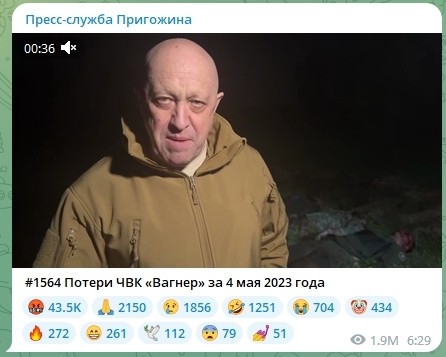 Пресс-служба Пригожина
00:36
#1564 Потери ЧВК «Вагнер» за 4 мая 2023 года
43.5K 2150 1856 1251 704 434
272 261 112 79 51
1.9M 6:29